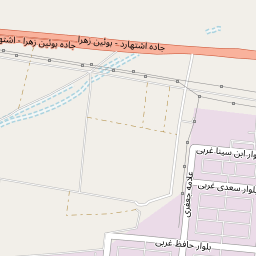 جاده اشتهارد - بوئین زهرا
جاده بوئین زهرا - اشته
بلوار ابن سینا غربی
بلوار سعدی غربی
علامه جعفری
بلوار حافظ غربی